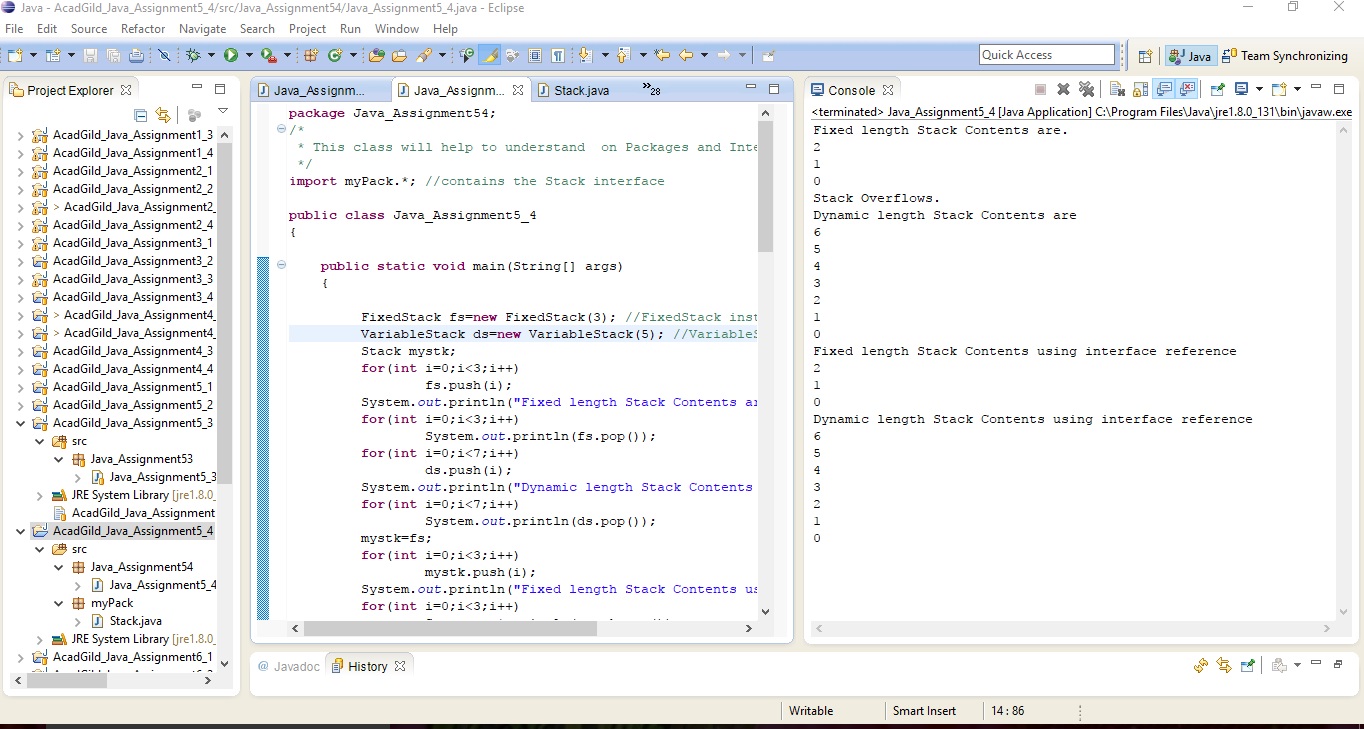 Java - AcadGild_Java_Assignment5_4/src/Java_Assignment54/Java_Assignment5_4.java - Eclipse
File Edit Source Refactor Navigate Search Project Run Window Help
Quick Access
Java
Team Synchronizing
Project Explorer
AcadGild_Java_Assignment1_3
AcadGild_Java_Assignment1_4
AcadGild_Java_Assignment2_1
AcadGild_Java_Assignment2_2
> AcadGild_Java_Assignment2_
AcadGild_Java_Assignment2_4
AcadGild_Java_Assignment3_1
AcadGild_Java_Assignment3_2
AcadGild_Java_Assignment3_3
AcadGild_Java_Assignment3_4
> AcadGild_Java_Assignment4_
> AcadGild_Java_Assignment4_
AcadGild_Java_Assignment4_3
AcadGild_Java_Assignment4_4
AcadGild_Java_Assignment5_1
AcadGild_Java_Assignment5_2
AcadGild_Java_Assignment5_3
src
Java_Assignment53
Java_Assignment5_3
JRE System Library [jre1.8.0_
AcadGild_Java_Assignment
AcadGild_Java_Assignment5_4
src
Java_Assignment54
Java_Assignment5_4
myPack
Stack.java
JRE System Library [jre1.8.0_
AcadGild_Java_Assignment6_1
Java_Assignm... Java_Assignm... Stack.java »28
package Java_Assignment54;
/*
* This class will help to understand  on Packages and Inte
*/
import myPack.*; //contains the Stack interface
public class Java_Assignment5_4
{
public static void main(String[] args)
{
FixedStack fs=new FixedStack(3); //FixedStack inst
VariableStack ds=new VariableStack(5); //VariableS
Stack mystk;
for(int i=0;i<3;i++)
fs.push(i);
System.out.println("Fixed length Stack Contents ar
for(int i=0;i<3;i++)
System.out.println(fs.pop());
for(int i=0;i<7;i++)
ds.push(i);
System.out.println("Dynamic length Stack Contents
for(int i=0;i<7;i++)
System.out.println(ds.pop());
mystk=fs;
for(int i=0;i<3;i++)
mystk.push(i);
System.out.println("Fixed length Stack Contents us
for(int i=0;i<3;i++)
Console
<terminated> Java_Assignment5_4 [Java Application] C:\Program Files\Java\jre1.8.0_131\bin\javaw.exe
Fixed length Stack Contents are.
2
1
0
Stack Overflows.
Dynamic length Stack Contents are
6
5
4
3
2
1
0
Fixed length Stack Contents using interface reference
2
1
0
Dynamic length Stack Contents using interface reference
6
5
4
3
2
1
0
@ Javadoc History
Writable Smart Insert 14 : 86